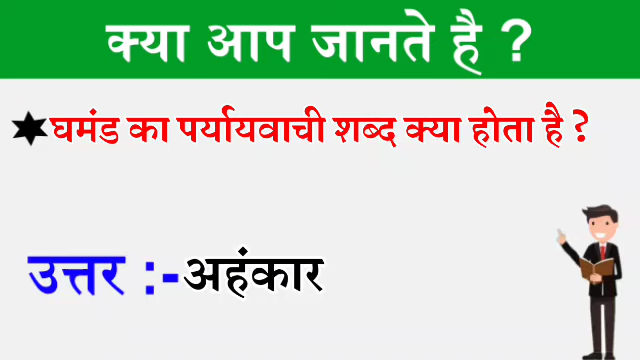 क्या आप जानते है ?
घमंड का पर्यायवाची शब्द क्या होता है ?
उत्तर :-अहंकार